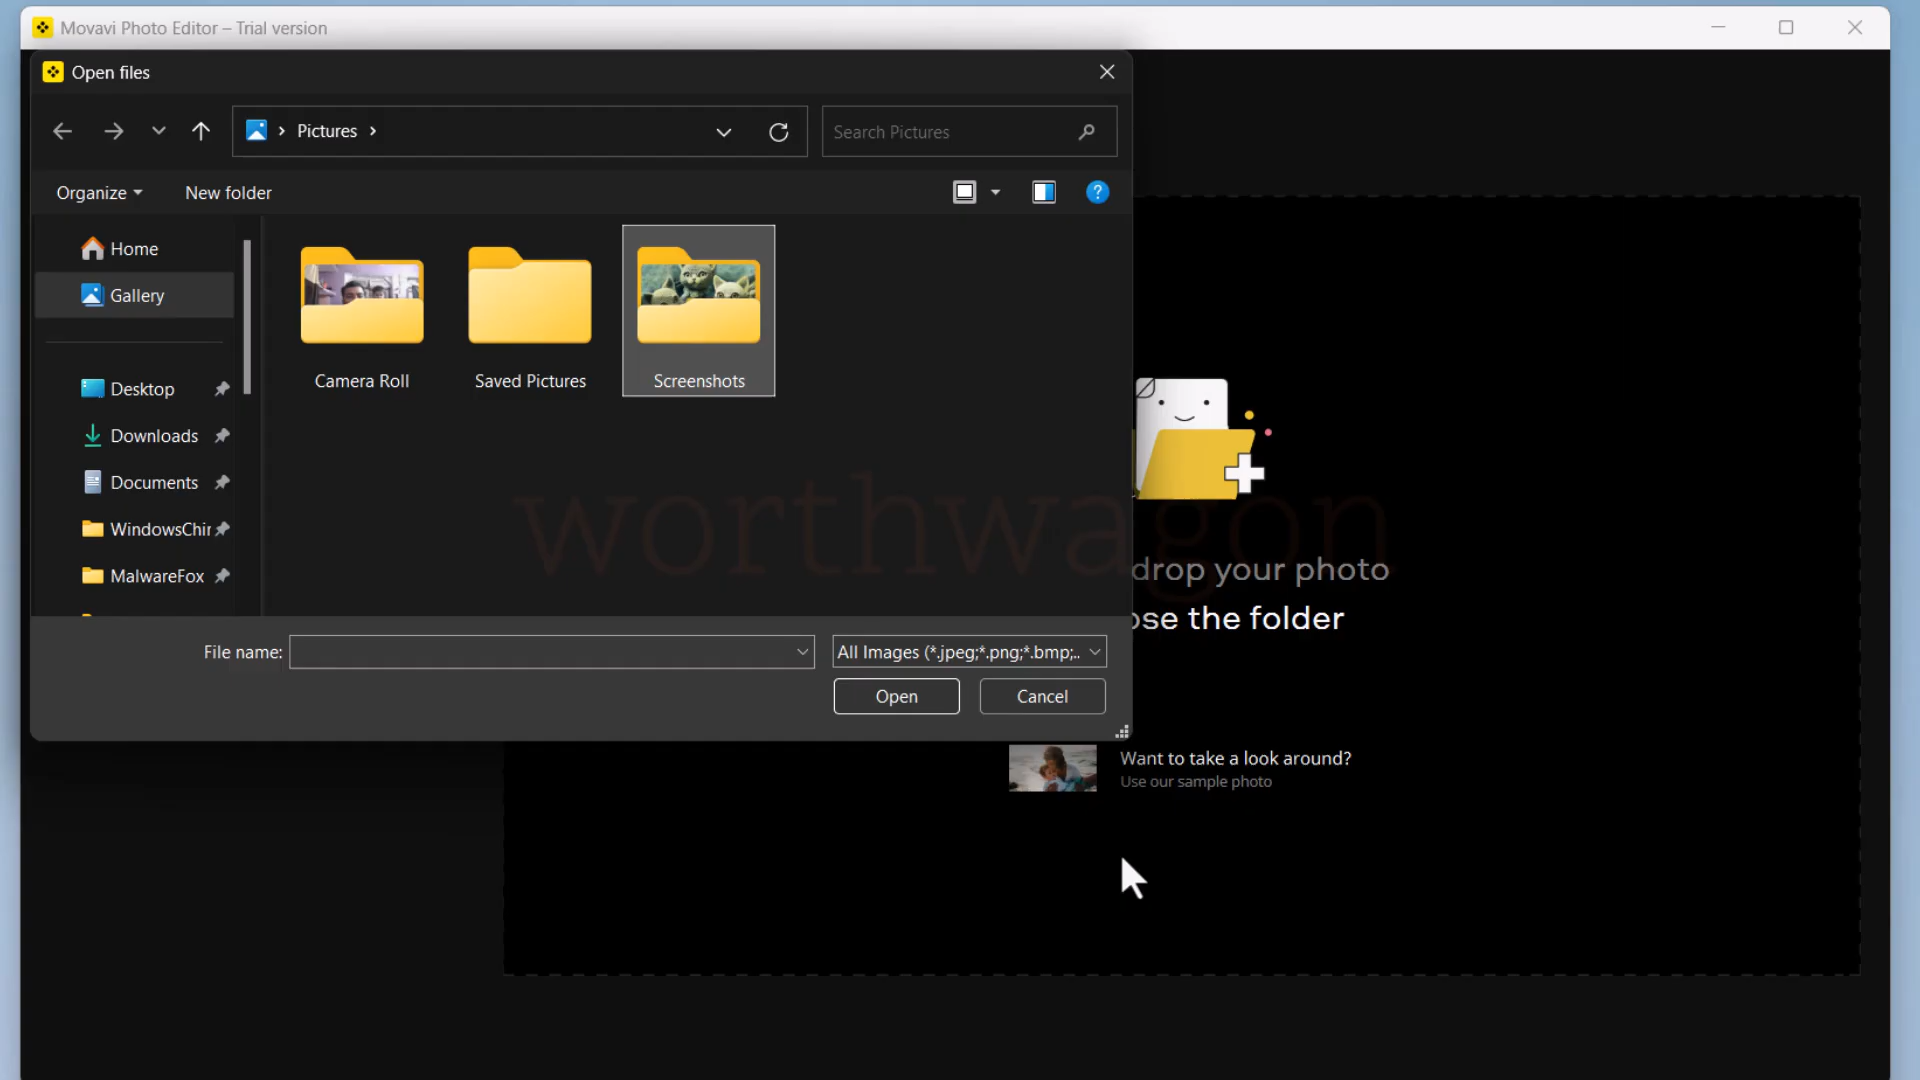 Movavi Photo Editor – Trial version
Open files
Pictures
Search Pictures
Organize
New folder
Home
Gallery
Desktop
Downloads
Documents
WindowsChir
MalwareFox
Camera Roll
Saved Pictures
Screenshots
worthwagon
drop your photo
ose the folder
File name:
All Images (*.jpeg;*.png;*.bmp;..
Open
Cancel
Want to take a look around?
Use our sample photo